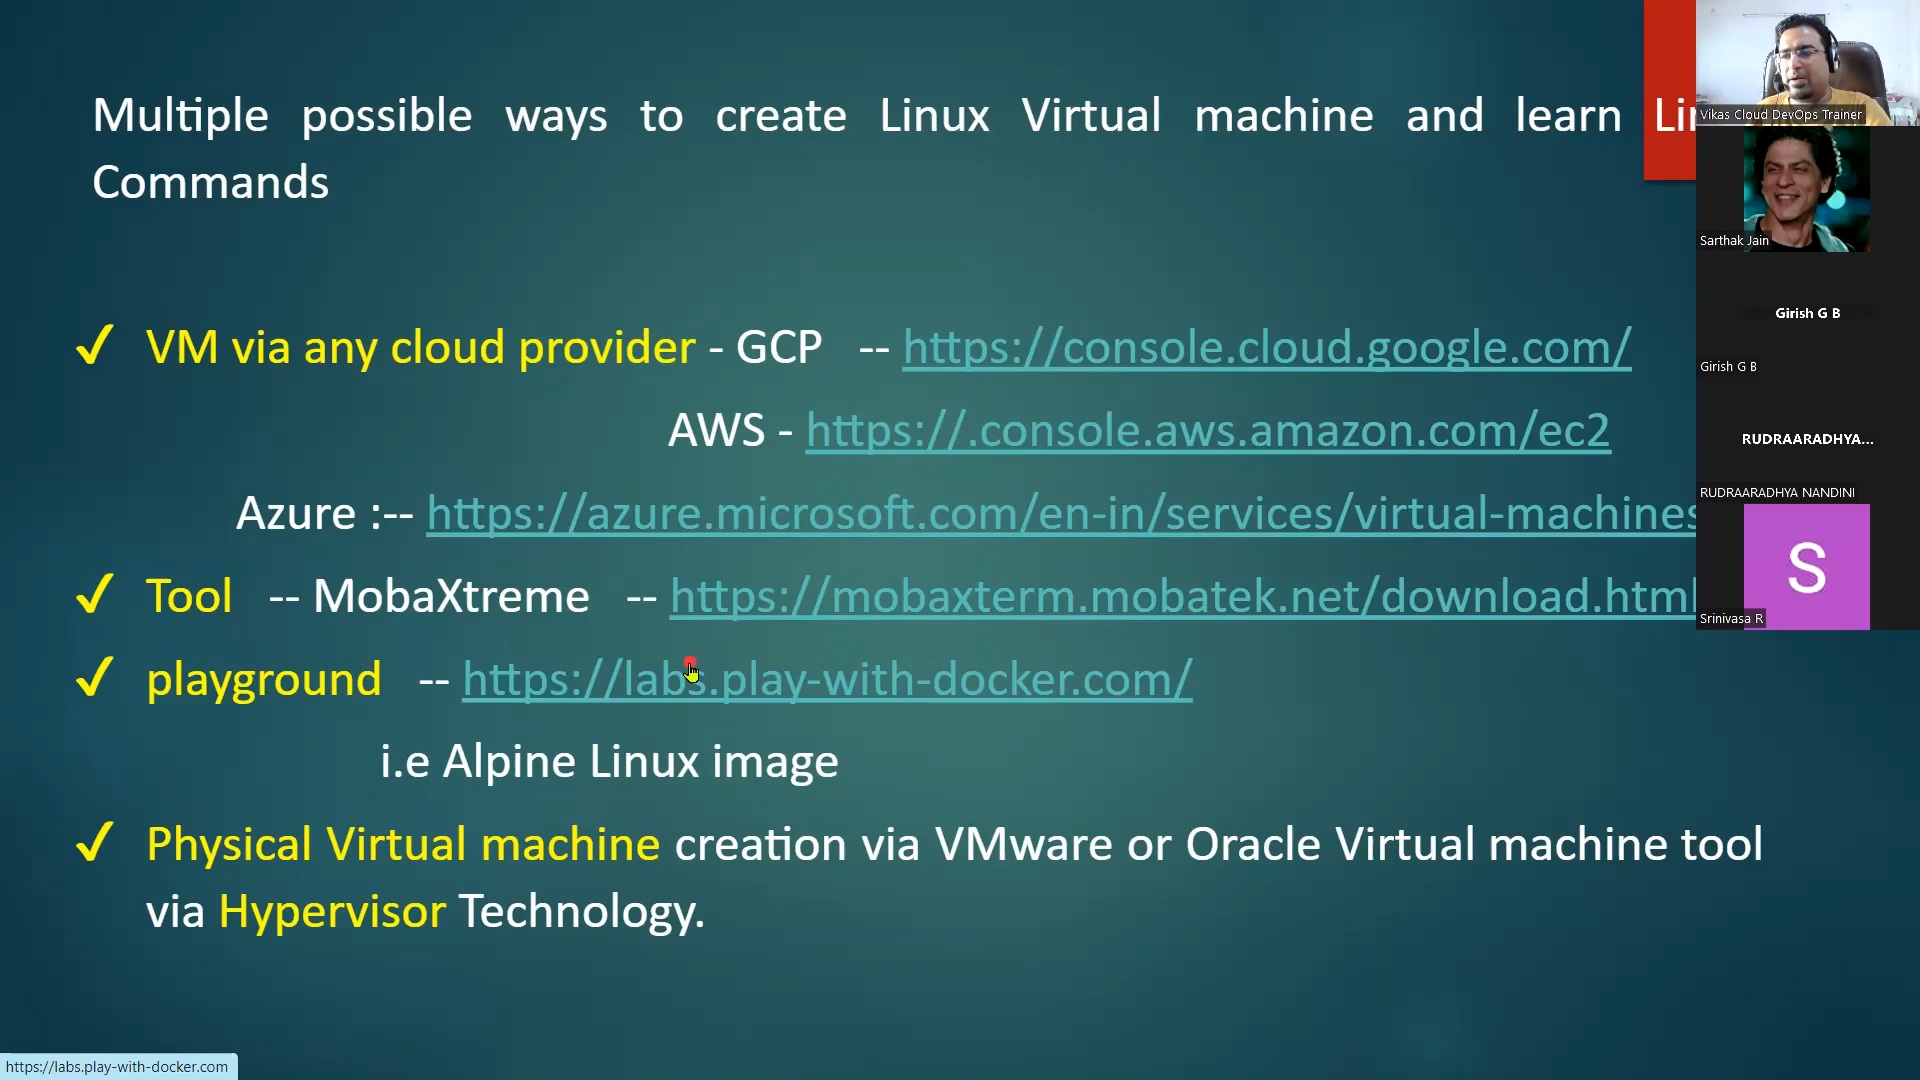 Multiple possible ways to create Linux Virtual machine and learn Li
Commands
✓ VM via any cloud provider - GCP -- https://console.cloud.google.com/
AWS - https://.console.aws.amazon.com/ec2
Azure :-- https://azure.microsoft.com/en-in/services/virtual-machines
✓ Tool -- MobaXtreme -- https://mobaxterm.mobatek.net/download.html
✓ playground -- https://labs.play-with-docker.com/
i.e Alpine Linux image
✓ Physical Virtual machine creation via VMware or Oracle Virtual machine tool
via Hypervisor Technology.
https://labs.play-with-docker.com
Vikas Cloud DevOps Trainer
Sarthak Jain
Girish G B
Girish G B
RUDRAARADHYA...
RUDRAARADHYA NANDINI
S
Srinivasa R